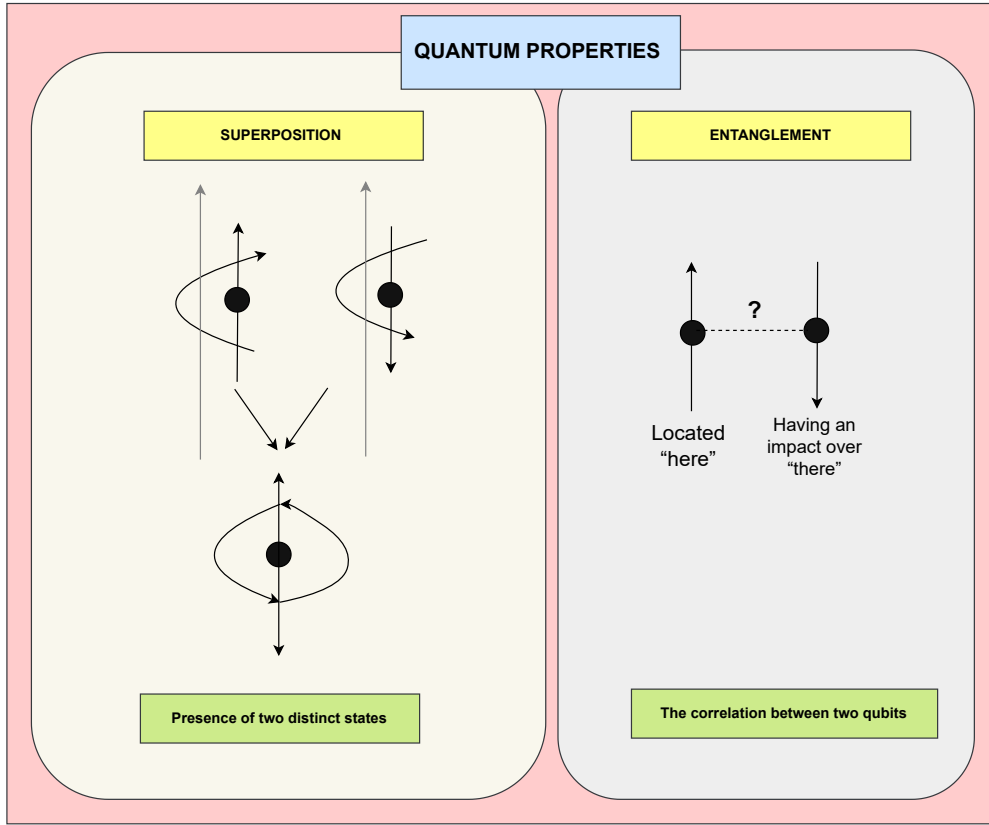 QUANTUM PROPERTIES
SUPERPOSITION
Presence of two distinct states
ENTANGLEMENT
?
Located
“here”
Having an
impact over
“there”
The correlation between two qubits